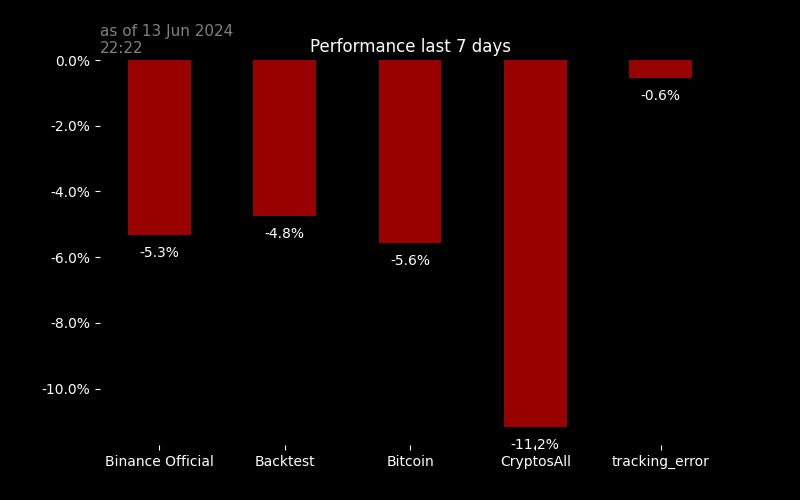 as of 13 Jun 2024
22:22
Performance last 7 days
0.0%
-2.0%
-4.0%
-6.0%
-8.0%
-10.0%
-5.3%
-4.8%
-5.6%
-11.2%
-0.6%
Binance Official
Backtest
Bitcoin
CryptosAll
tracking_error